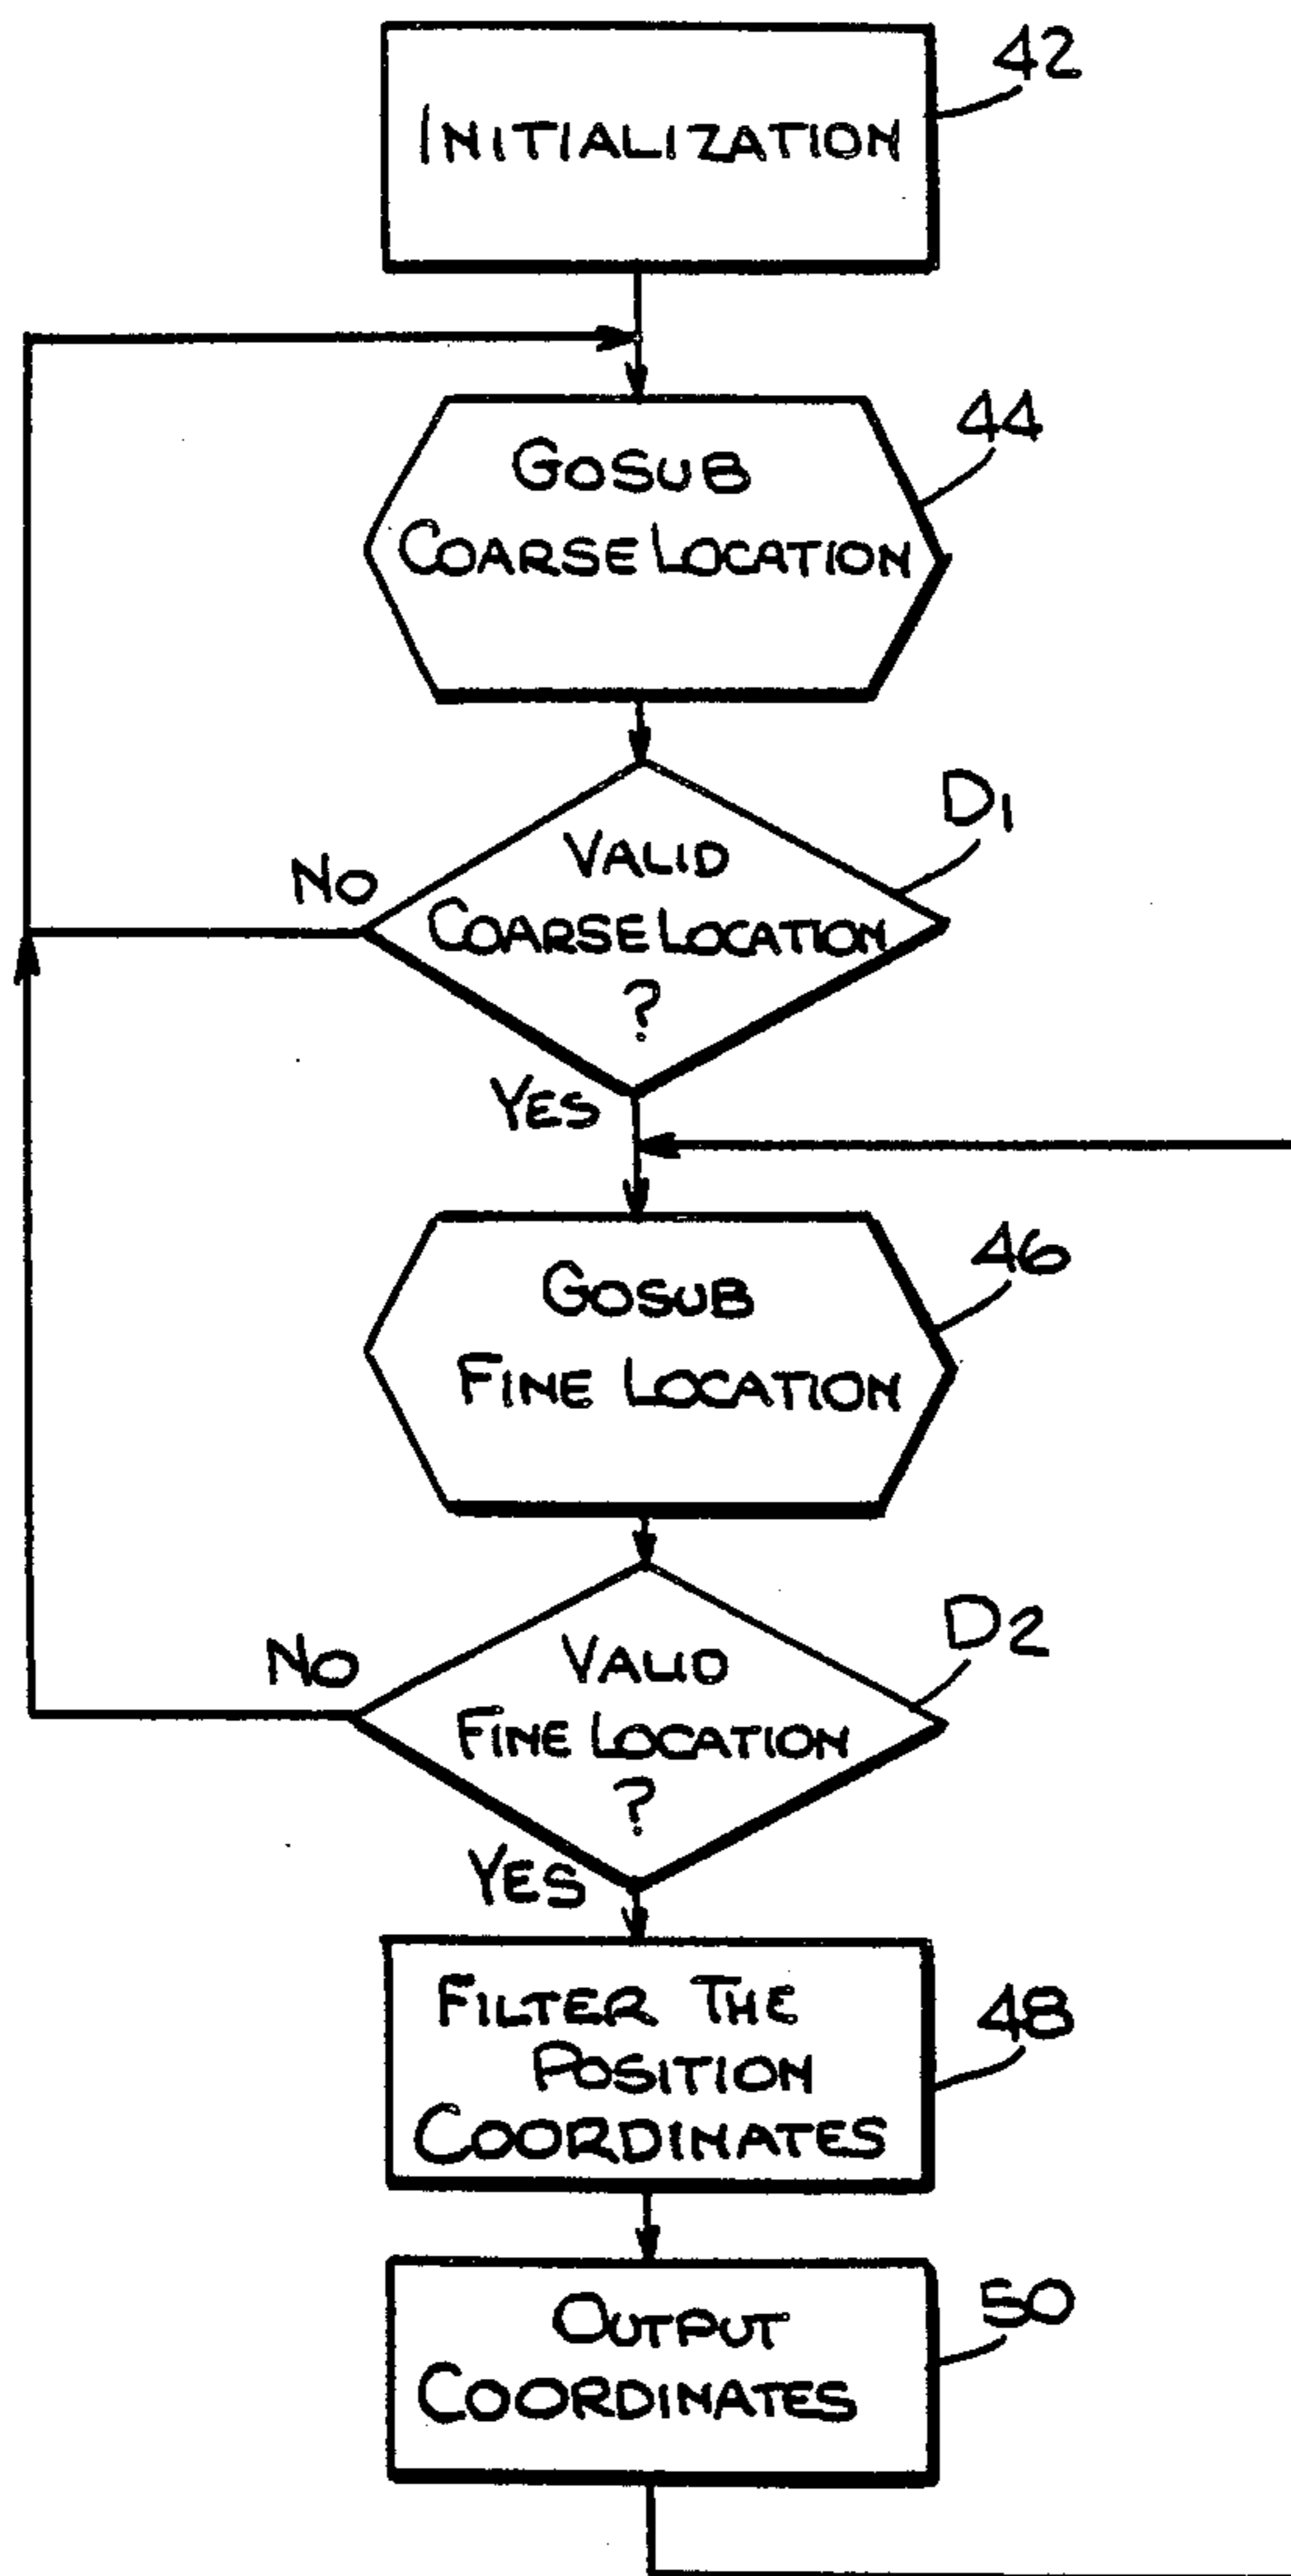 INITIALIZATION
42
GOSUB
COARSE LOCATION
44
VALID
COARSE LOCATION
?
D1
NO
YES
GOSUB
FINE LOCATION
46
VALID
FINE LOCATION
?
D2
NO
YES
FILTER THE
POSITION
COORDINATES
48
OUTPUT
COORDINATES
50